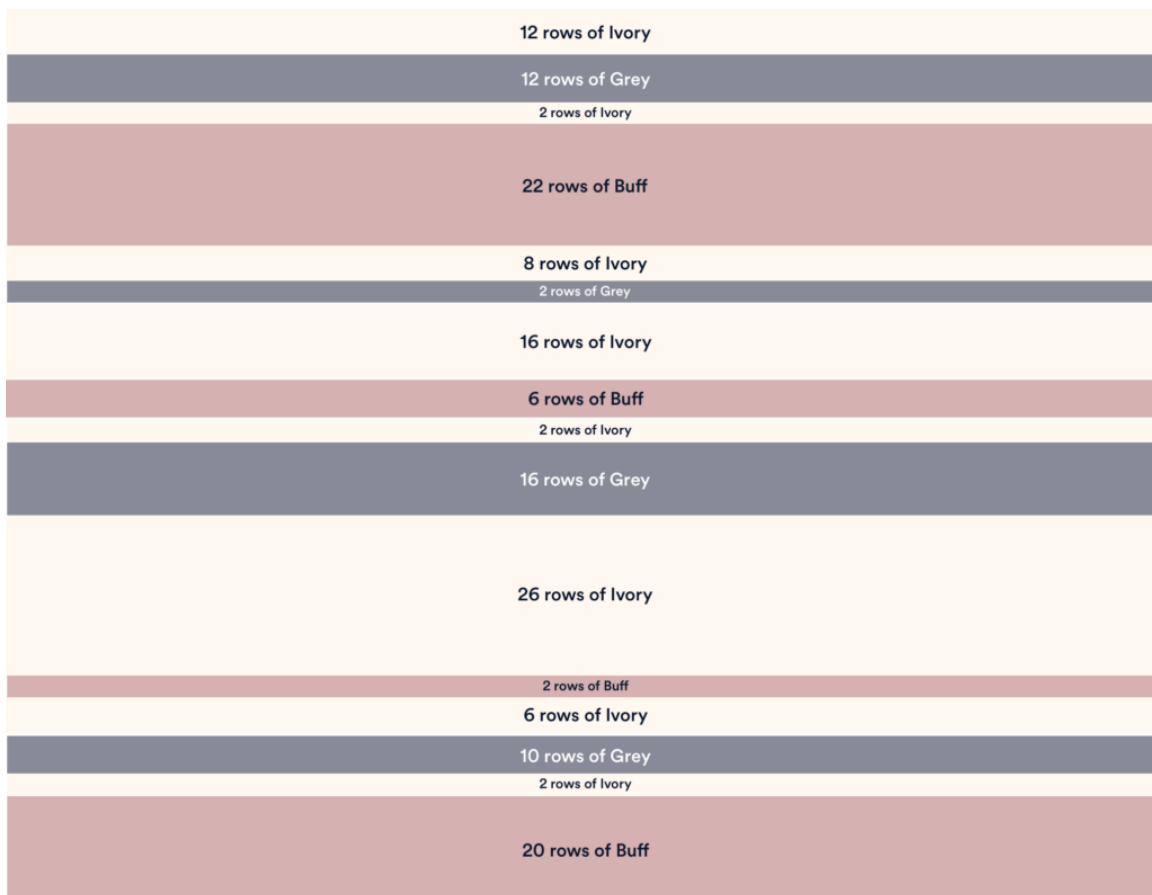 12 rows of Ivory
12 rows of Grey
2 rows of Ivory
22 rows of Buff
8 rows of Ivory
2 rows of Grey
16 rows of Ivory
6 rows of Buff
2 rows of Ivory
16 rows of Grey
26 rows of Ivory
2 rows of Buff
6 rows of Ivory
10 rows of Grey
2 rows of Ivory
20 rows of Buff